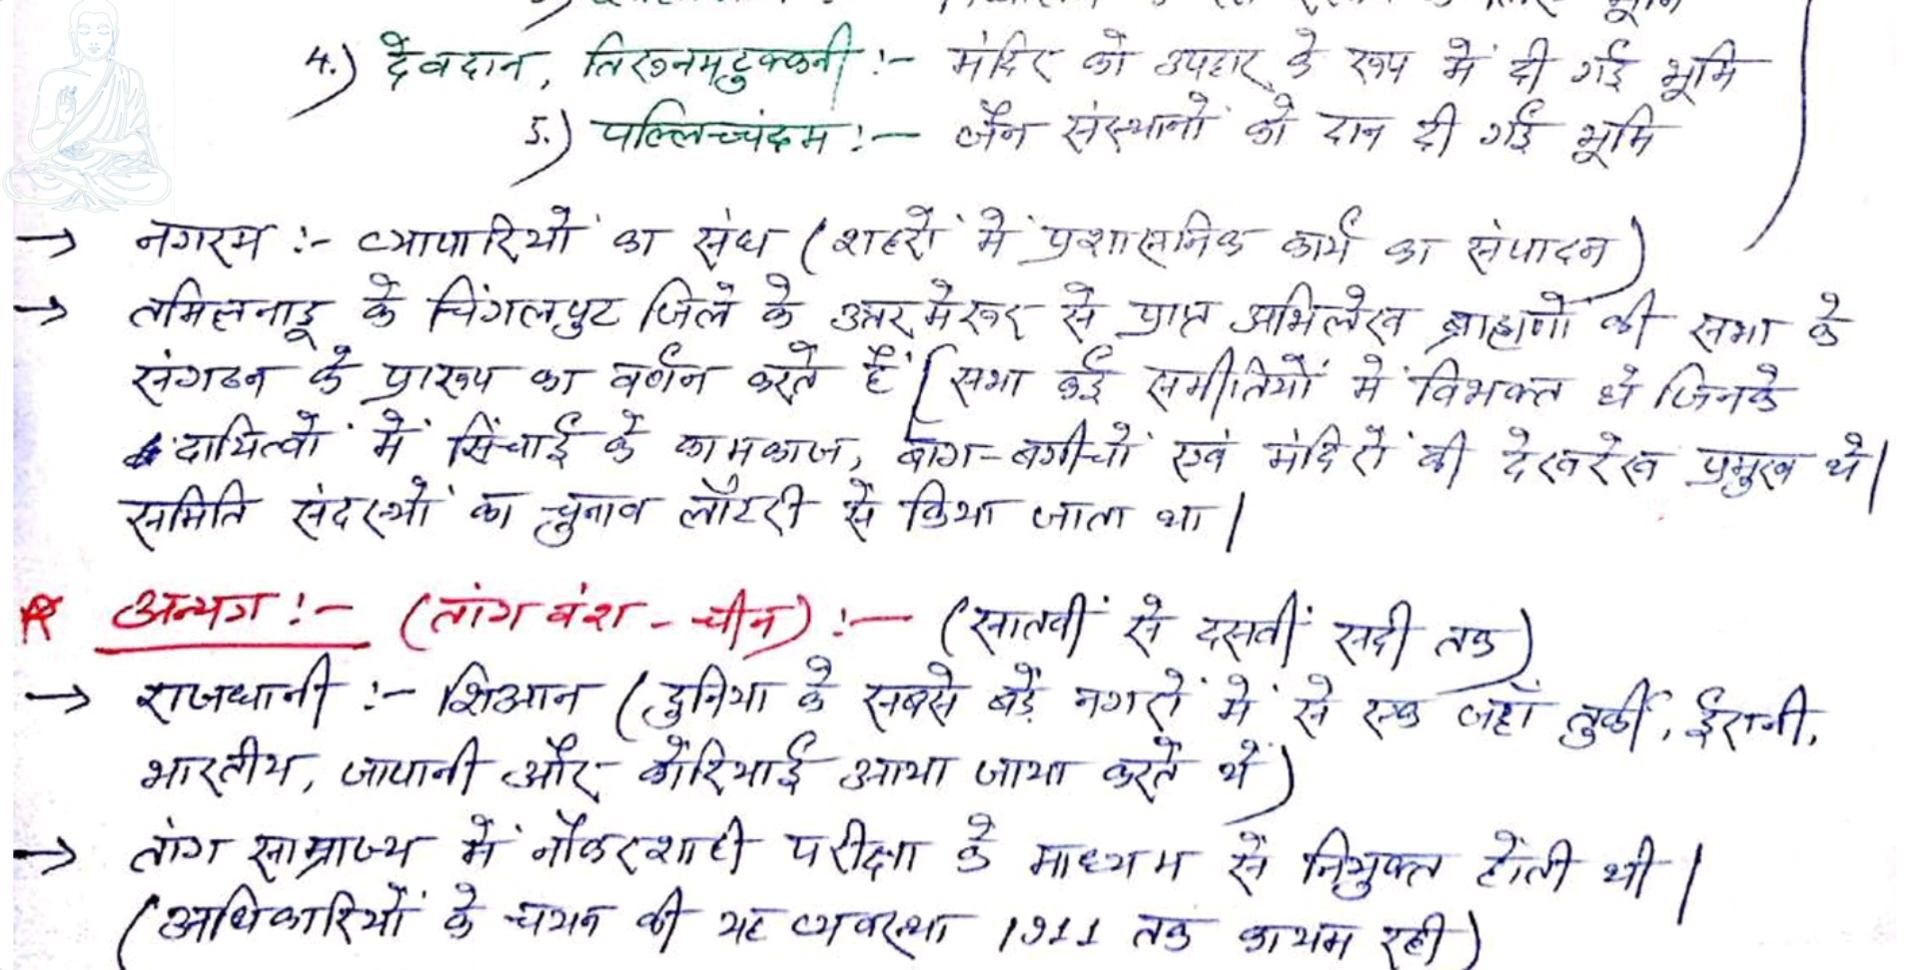 4.) देवदान, तिरुनमटुक्कनी :- मंदिर को उपहार के रूप में दी गई भूमि
5.) पल्लिच्चंदम :- जैन संस्थानों को दान दी गई भूमि
→ नगरम :- व्यापारियों का संघ (शहरों में प्रशासनिक कार्य का संपादन)
→ तमिलनाडू के चिंगलपुट जिले के उत्तरमेरूर से प्राप्त अभिलेख ब्राह्मणों की सभा के
संगठन के प्रारूप का वर्णन करते हैं। सभा कई समीतियों में विभक्त थे जिनके
दायित्वों में सिंचाई के कामकाज, बाग-बगीचों एवं मंदिरों की देखरेख प्रमुख थे।
समिति संदस्यों का चुनाव लॉटरी से किया जाता था।
अन्यत्र :- (तांग वंश - चीन) :- (सातवीं से दसवीं सदी तक)
→ राजधानी :- शिआन (दुनिया के सबसे बड़े नगरों में से एक जहाँ तुर्की, ईरानी,
भारतीय, जापानी और कोरियाई आया जाया करते थे)
→ तांग साम्राज्य में नौकरशाही परीक्षा के माध्यम से नियुक्त होती थी।
(अधिकारियों के चयन की यह व्यवस्था 1911 तक कायम रही)